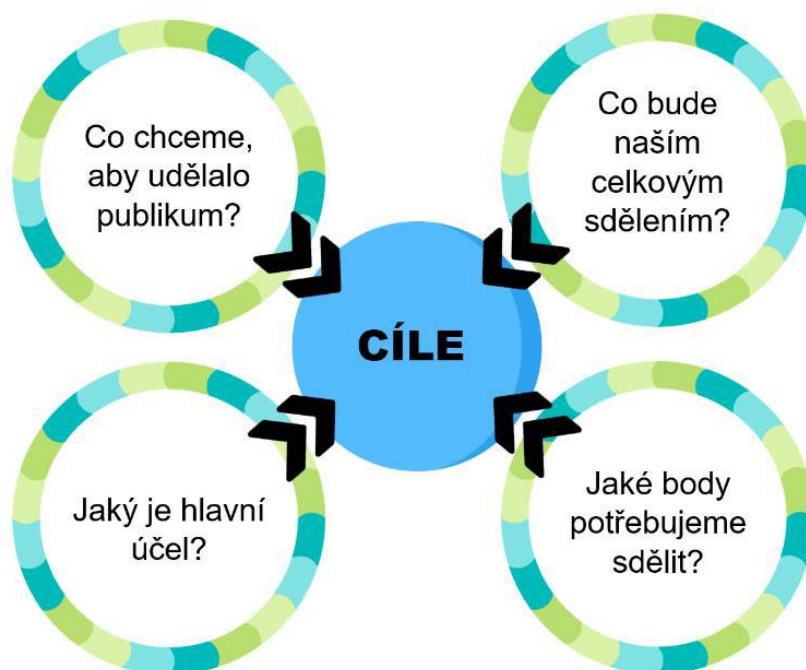 Co chceme,
aby udělalo
publikum?
Co bude
naším
celkovým
sdělením?
CÍLE
Jaký je hlavní
účel?
Jaké body
potřebujeme
sdělit?